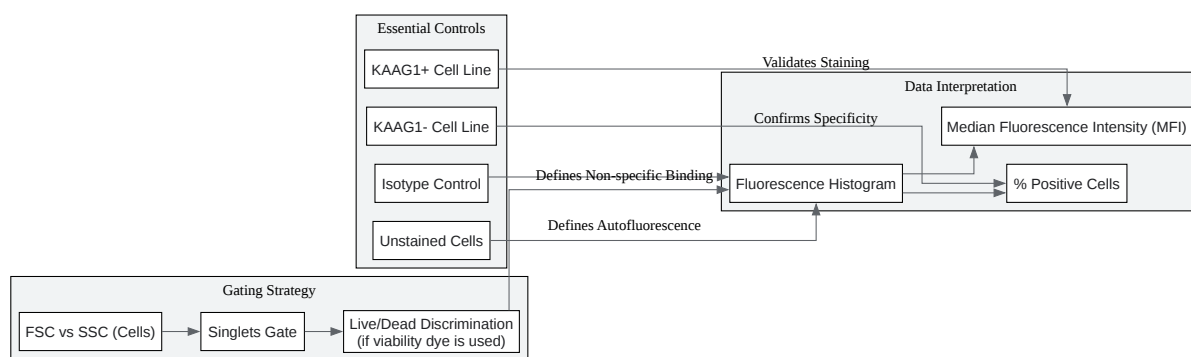 Essential Controls
KAAG1+ Cell Line
Validates Staining
Data Interpretation
KAAG1- Cell Line
Confirms Specificity
Median Fluorescence Intensity (MFI)
Isotype Control
Defines Non-specific Binding
Fluorescence Histogram
% Positive Cells
Unstained Cells
Defines Autofluorescence
Gating Strategy
FSC vs SSC (Cells)
Singlets Gate
Live/Dead Discrimination
(if viability dye is used)